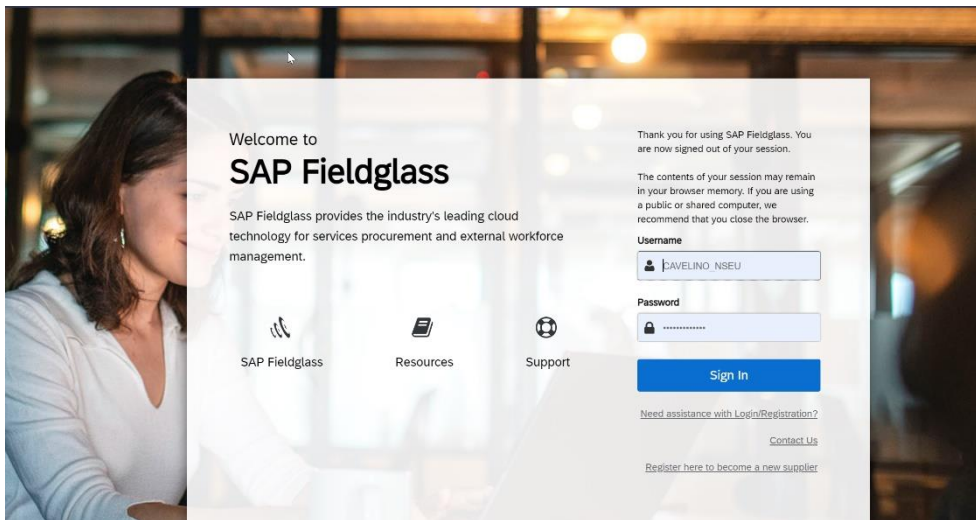 Welcome to
SAP Fieldglass
SAP Fieldglass provides the industry's leading cloud
technology for services procurement and external workforce
management.
SAP Fieldglass
Resources
Support
Thank you for using SAP Fieldglass. You
are now signed out of your session.
The contents of your session may remain
in your browser memory. If you are using
a public or shared computer, we
recommend that you close the browser.
Username
CAVELINO_NSEU
Password
•••••••••••••
Sign In
Need assistance with Login/Registration?
Contact Us
Register here to become a new supplier